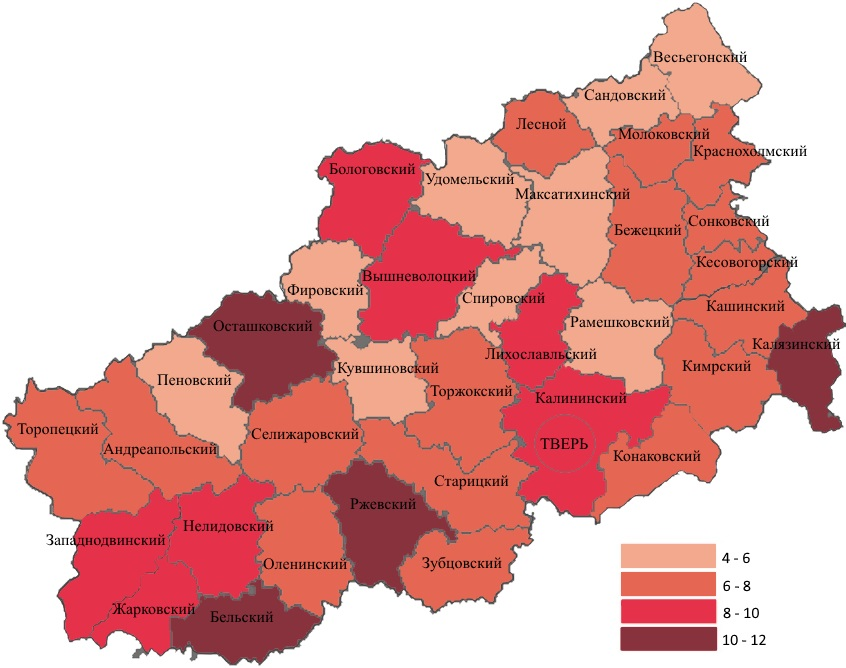 Весьегонский
Сандовский
Лесной
Молоковский
Краснохолмский
Бологовский
Удомельский
Максатихинский
Сонковский
Бежецкий
Кесовогорский
Вышневолоцкий
Фировский
Спировский
Кашинский
Осташковский
Рамешковский
Калязинский
Лихославльский
Кувшиновский
Кимрский
Пеновский
Торжокский
Калининский
Торопецкий
Селижаровский
ТВЕРЬ
Андреапольский
Конаковский
Старицкий
Ржевский
Нелидовский
Западнодвинский
Оленинский
Зубцовский
Жарковский
Бельский
4 - 6
6 - 8
8 - 10
10 - 12